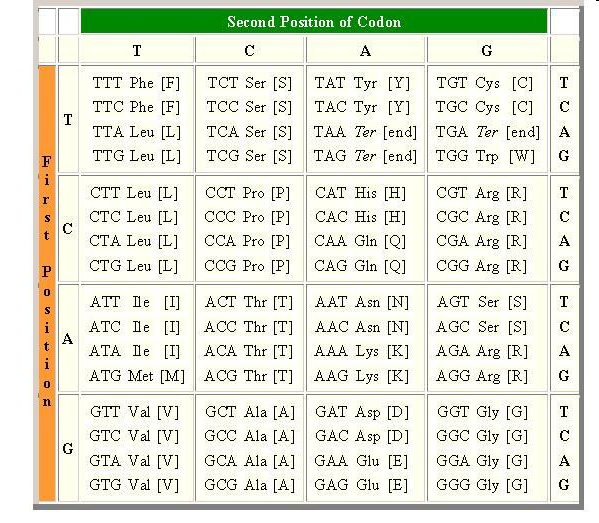 Second Position of Codon
T C A G
First Position
T
TTT Phe [F] TCT Ser [S] TAT Tyr [Y] TGT Cys [C] T
TTC Phe [F] TCC Ser [S] TAC Tyr [Y] TGC Cys [C] C
TTA Leu [L] TCA Ser [S] TAA Ter [end] TGA Ter [end] A
TTG Leu [L] TCG Ser [S] TAG Ter [end] TGG Trp [W] G
C
CTT Leu [L] CCT Pro [P] CAT His [H] CGT Arg [R] T
CTC Leu [L] CCC Pro [P] CAC His [H] CGC Arg [R] C
CTA Leu [L] CCA Pro [P] CAA Gln [Q] CGA Arg [R] A
CTG Leu [L] CCG Pro [P] CAG Gln [Q] CGG Arg [R] G
A
ATT Ile [I] ACT Thr [T] AAT Asn [N] AGT Ser [S] T
ATC Ile [I] ACC Thr [T] AAC Asn [N] AGC Ser [S] C
ATA Ile [I] ACA Thr [T] AAA Lys [K] AGA Arg [R] A
ATG Met [M] ACG Thr [T] AAG Lys [K] AGG Arg [R] G
G
GTT Val [V] GCT Ala [A] GAT Asp [D] GGT Gly [G] T
GTC Val [V] GCC Ala [A] GAC Asp [D] GGC Gly [G] C
GTA Val [V] GCA Ala [A] GAA Glu [E] GGA Gly [G] A
GTG Val [V] GCG Ala [A] GAG Glu [E] GGG Gly [G] G